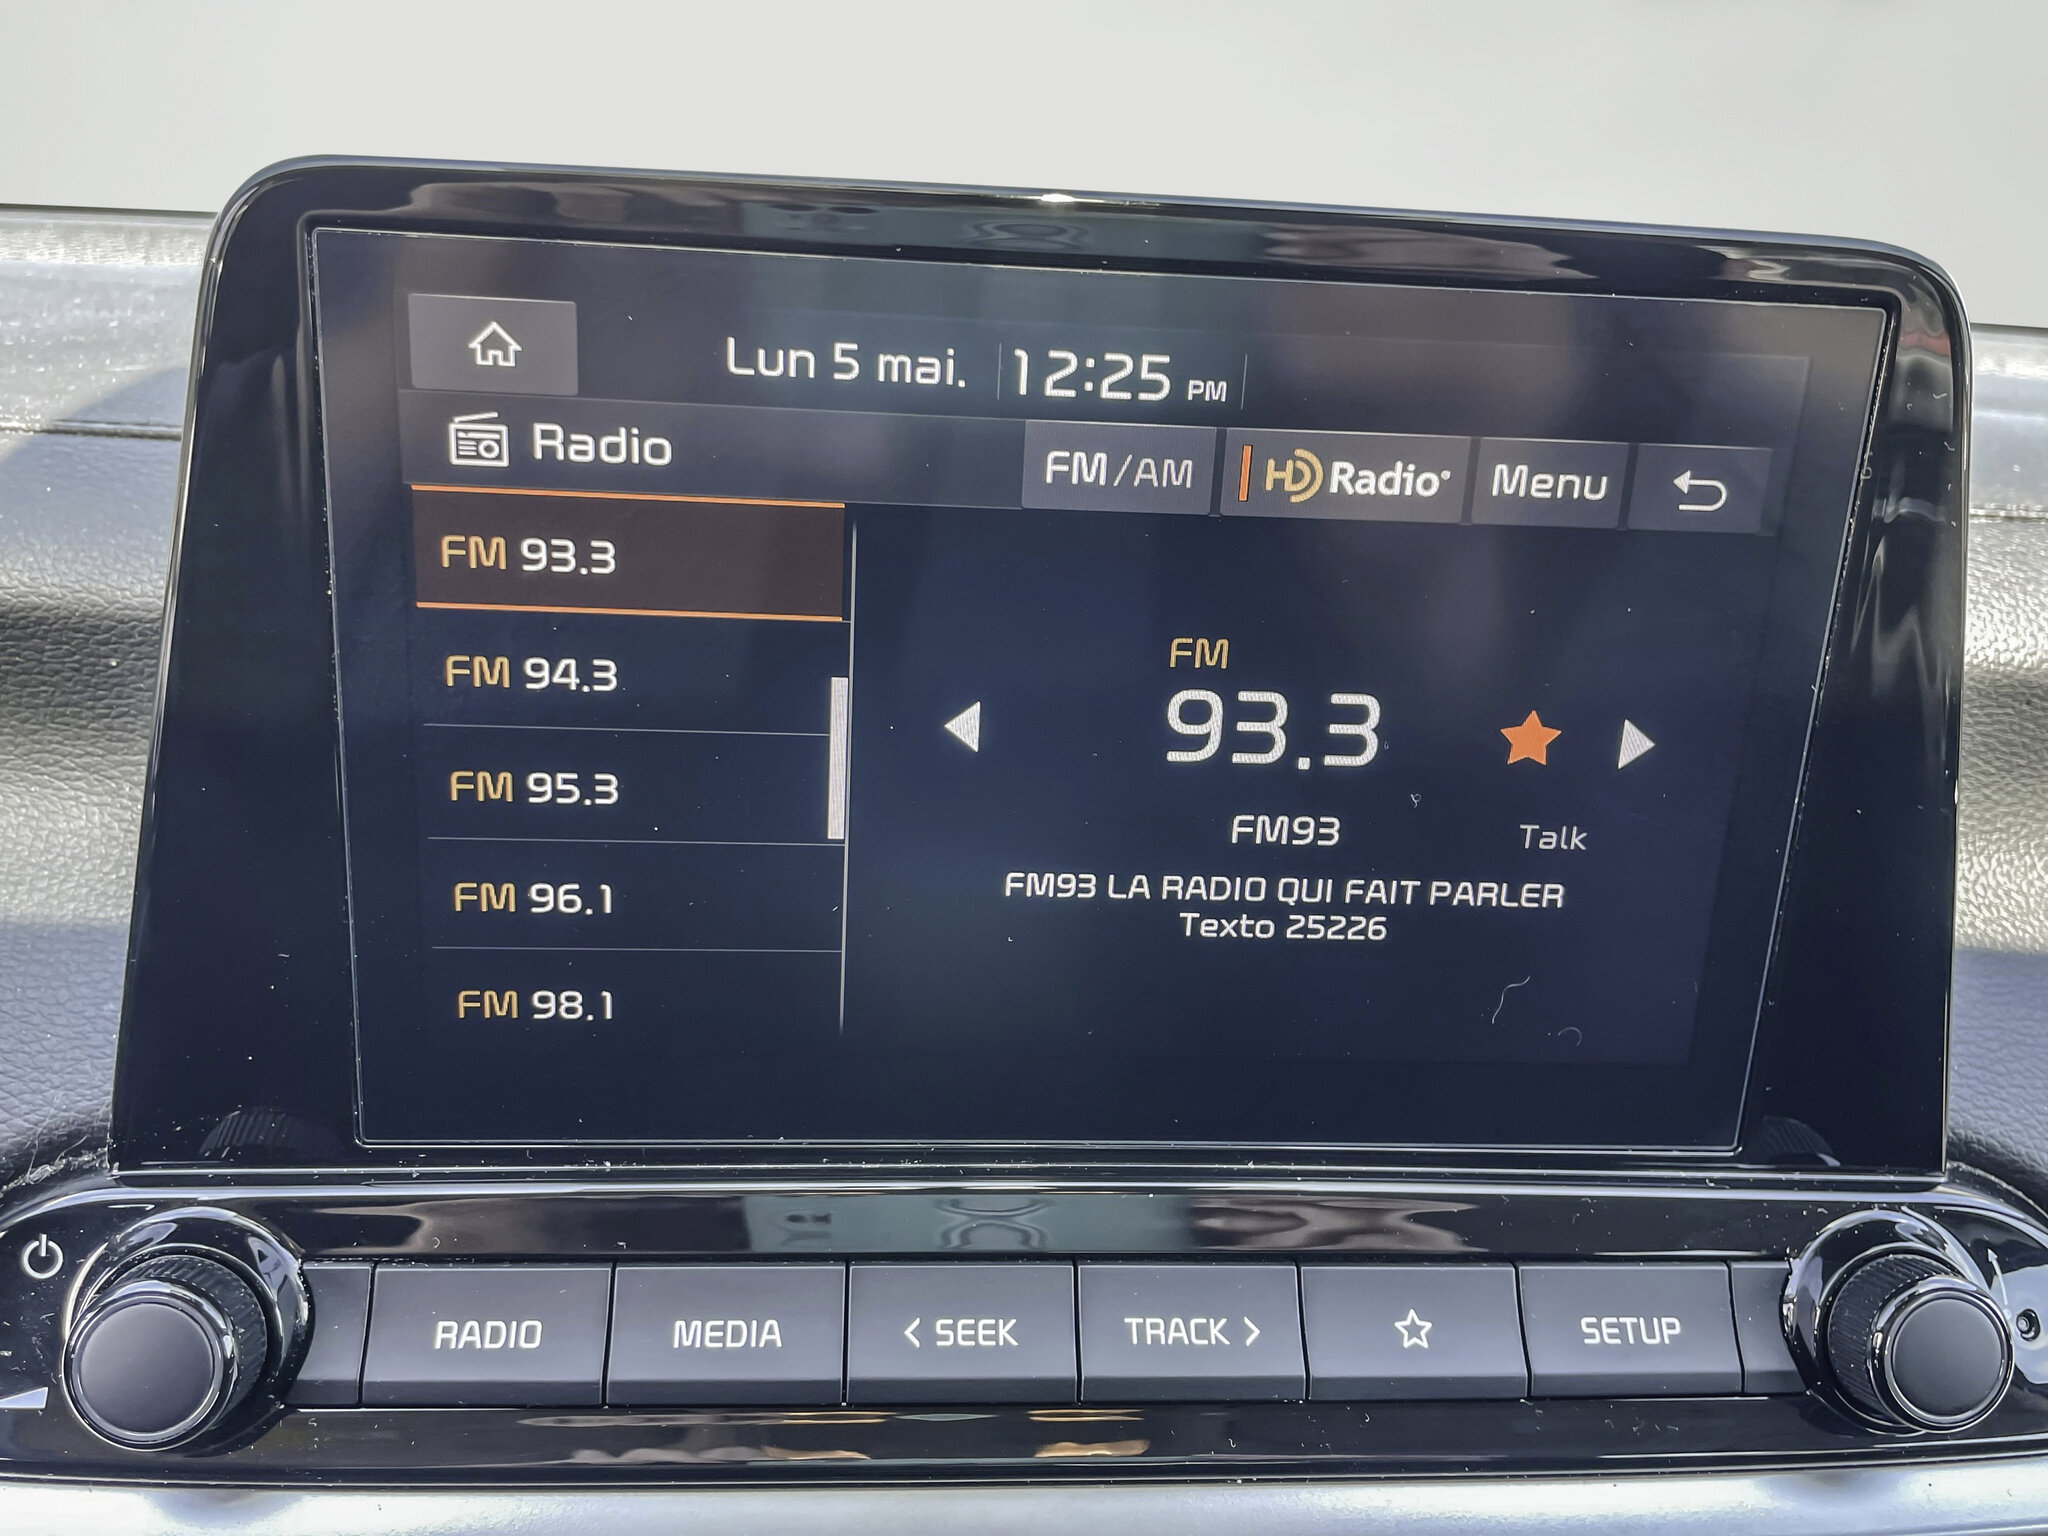 Lun 5 mai. 12:25 PM
Radio
FM/AM
HD Radio
Menu
FM 93.3
FM 94.3
FM 95.3
FM 96.1
FM 98.1
FM
93.3
FM93
Talk
FM93 LA RADIO QUI FAIT PARLER
Texto 25226
RADIO
MEDIA
< SEEK
TRACK >
SETUP